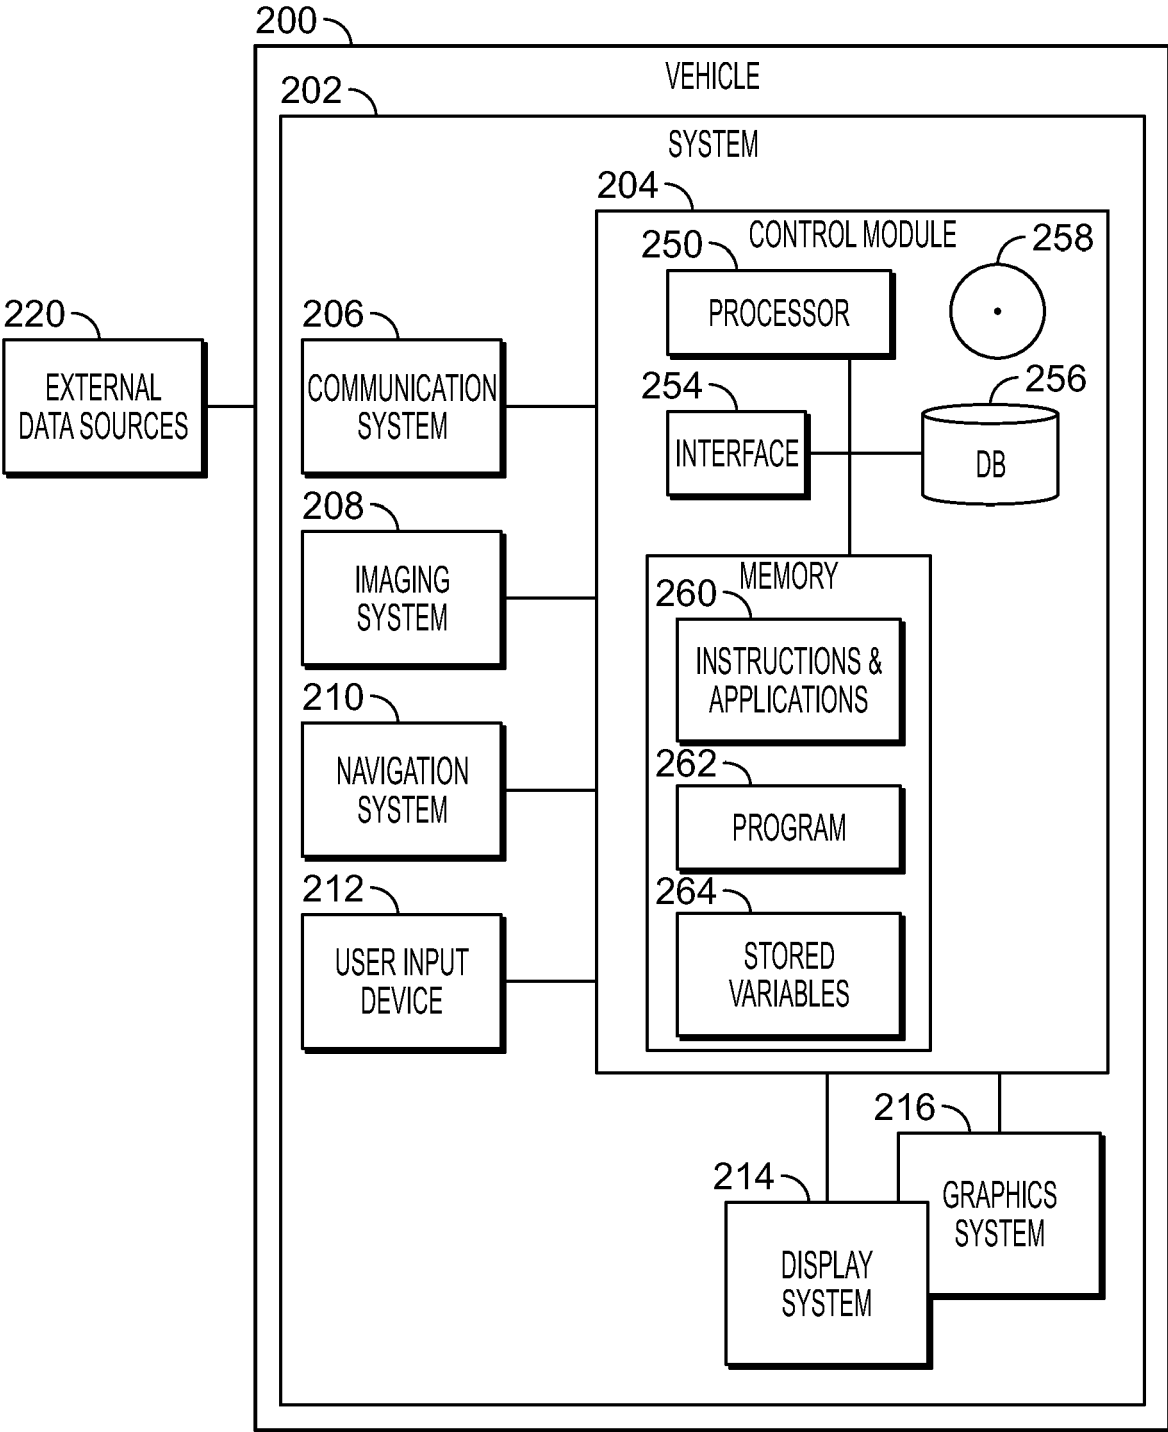 200
VEHICLE
202
SYSTEM
204
CONTROL MODULE
250
PROCESSOR
258
220
EXTERNAL
DATA SOURCES
206
COMMUNICATION
SYSTEM
254
INTERFACE
256
DB
208
IMAGING
SYSTEM
MEMORY
260
INSTRUCTIONS &
APPLICATIONS
210
NAVIGATION
SYSTEM
262
PROGRAM
212
USER INPUT
DEVICE
264
STORED
VARIABLES
216
GRAPHICS
SYSTEM
214
DISPLAY
SYSTEM